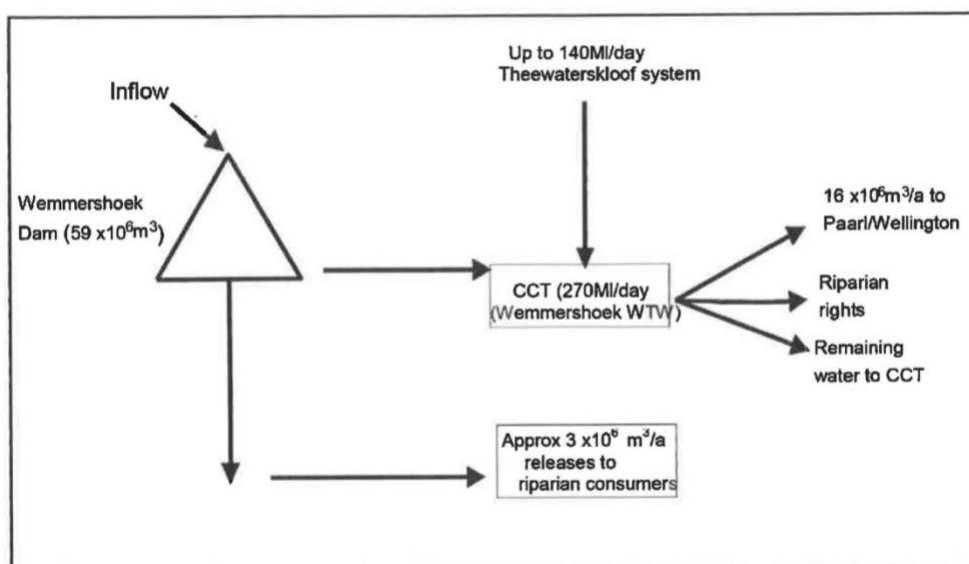 Up to 140Ml/day
Theewaterskloof system
Inflow
Wemmershoek
Dam (59 x10⁶m³)
16 x10⁶m³/a to
Paarl/Wellington
CCT (270Ml/day
(Wemmershoek WTW)
Riparian
rights
Remaining
water to CCT
Approx 3 x10⁶ m³/a
releases to
riparian consumers